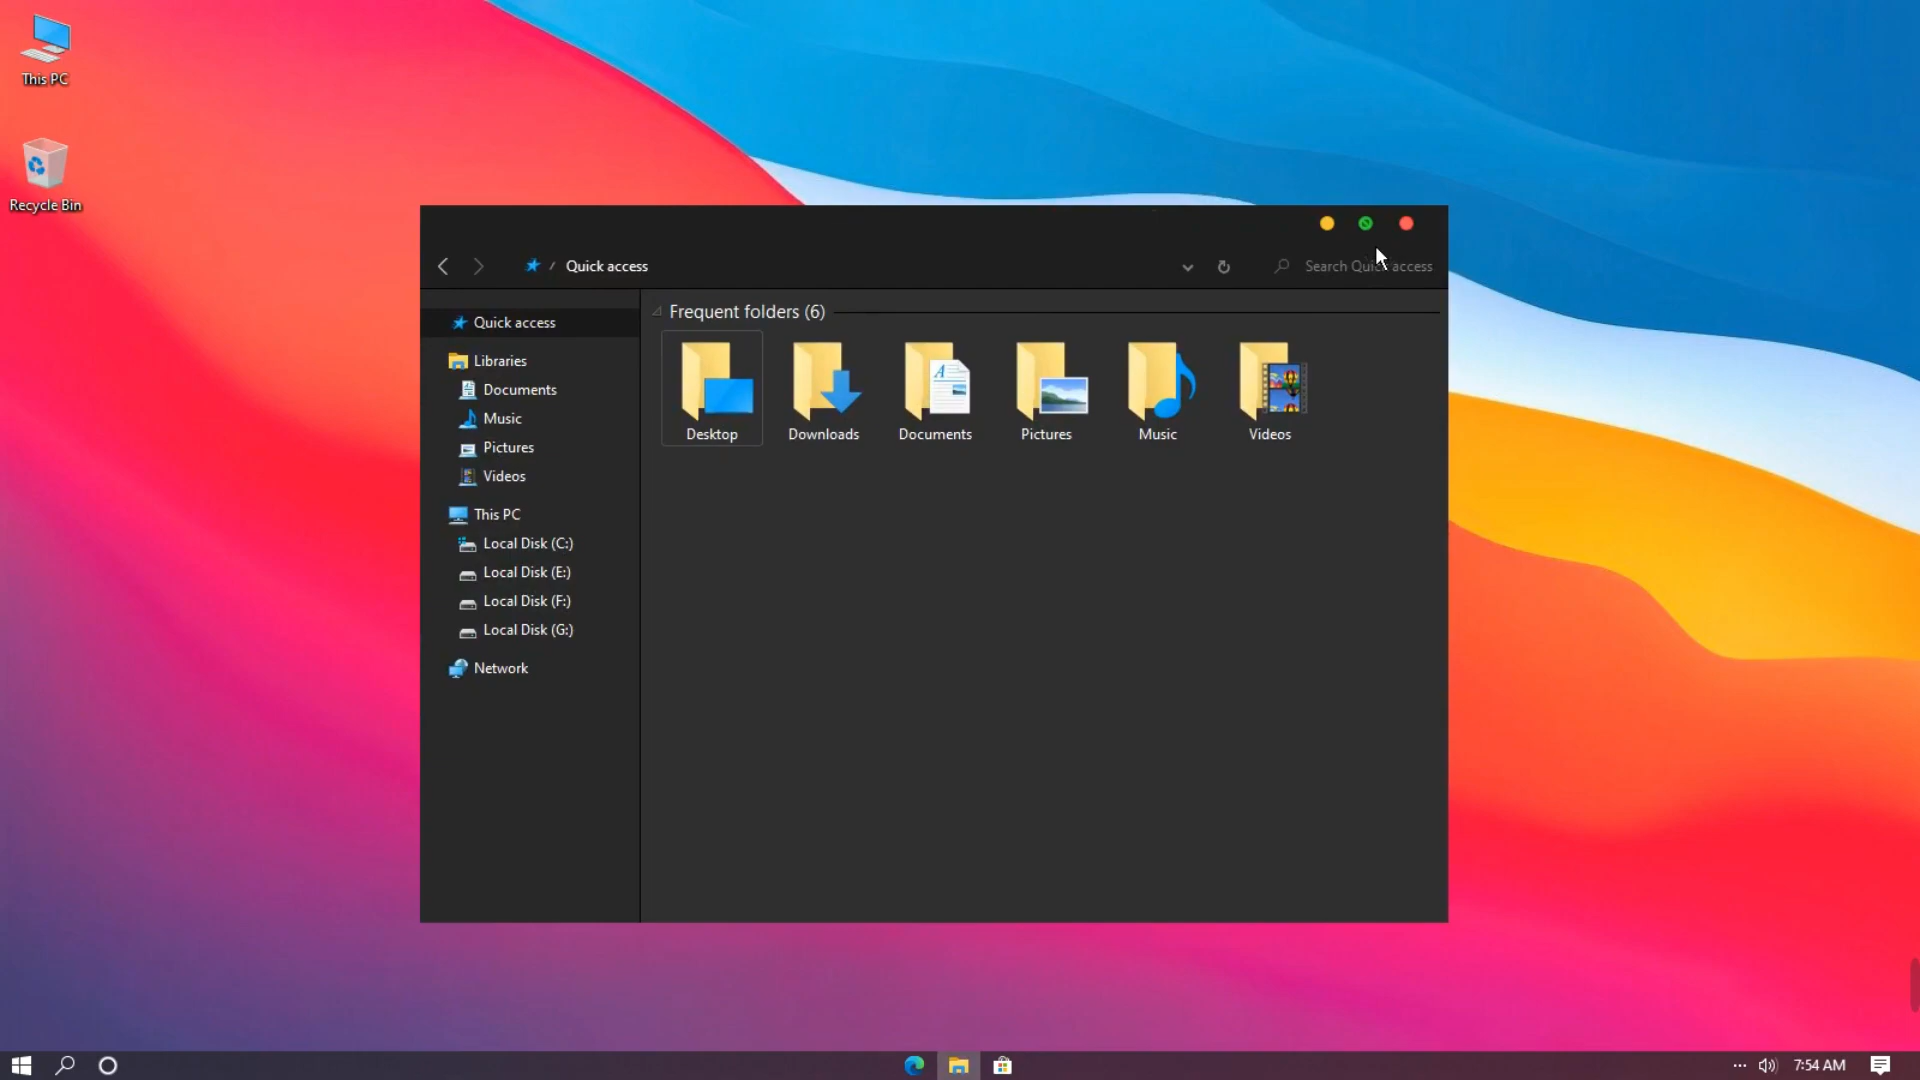 This PC
Recycle Bin
/ Quick access
Search Quick access
Quick access
Libraries
Documents
Music
Pictures
Videos
This PC
Local Disk (C:)
Local Disk (E:)
Local Disk (F:)
Local Disk (G:)
Network
Frequent folders (6)
Desktop
Downloads
Documents
Pictures
Music
Videos
7:54 AM